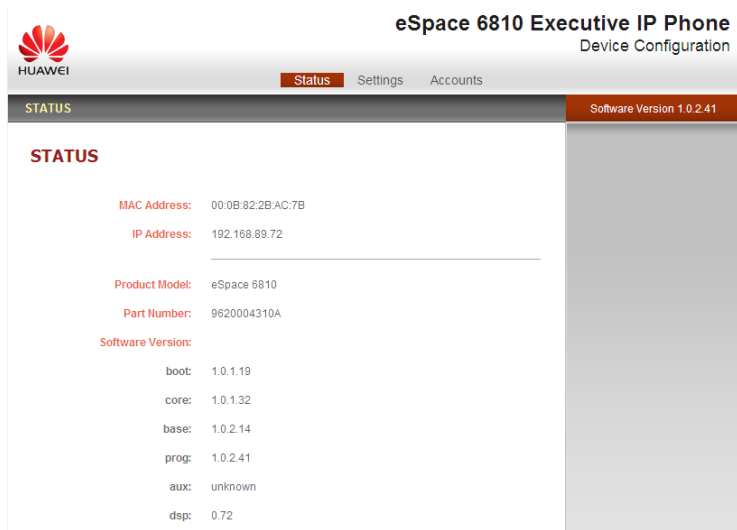 eSpace 6810 Executive IP Phone
Device Configuration
HUAWEI
Status Settings Accounts
STATUS
Software Version 1.0.2.41
STATUS
MAC Address: 00:0B:82:2B:AC:7B
IP Address: 192.168.89.72
Product Model: eSpace 6810
Part Number: 9620004310A
Software Version:
boot: 1.0.1.19
core: 1.0.1.32
base: 1.0.2.14
prog: 1.0.2.41
aux: unknown
dsp: 0.72